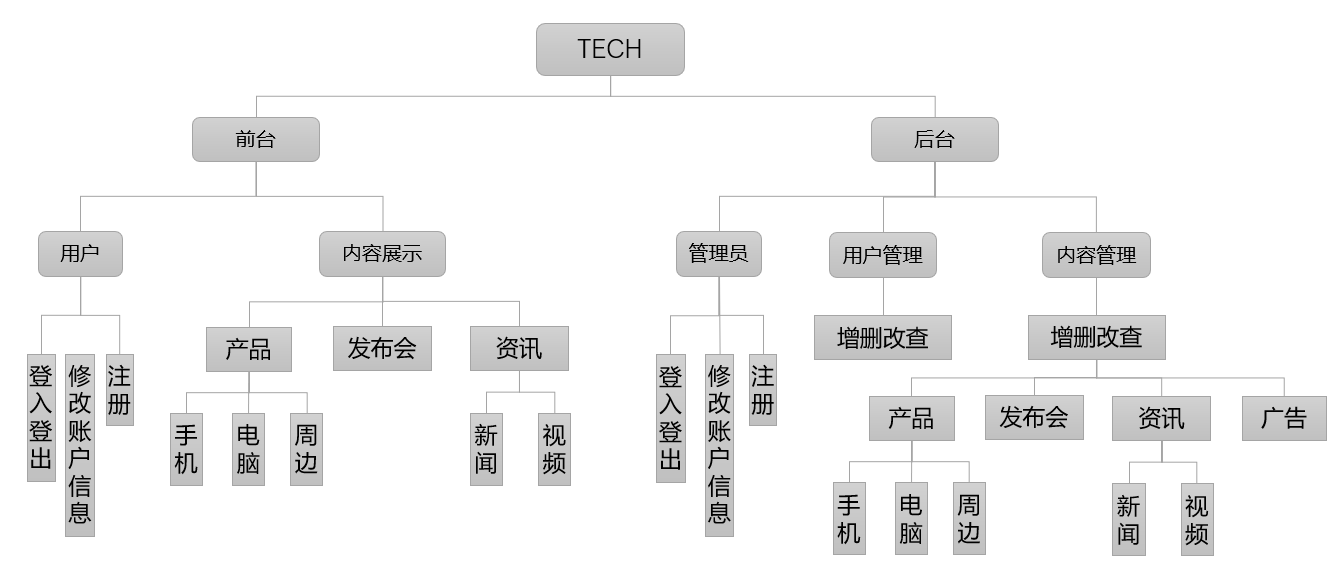 TECH
前台
后台
用户
内容展示
管理员
用户管理
内容管理
产品
发布会
资讯
增删改查
增删改查
登入登出
修改账户信息
注册
手机
电脑
周边
新闻
视频
登入登出
修改账户信息
注册
产品
发布会
资讯
广告
手机
电脑
周边
新闻
视频